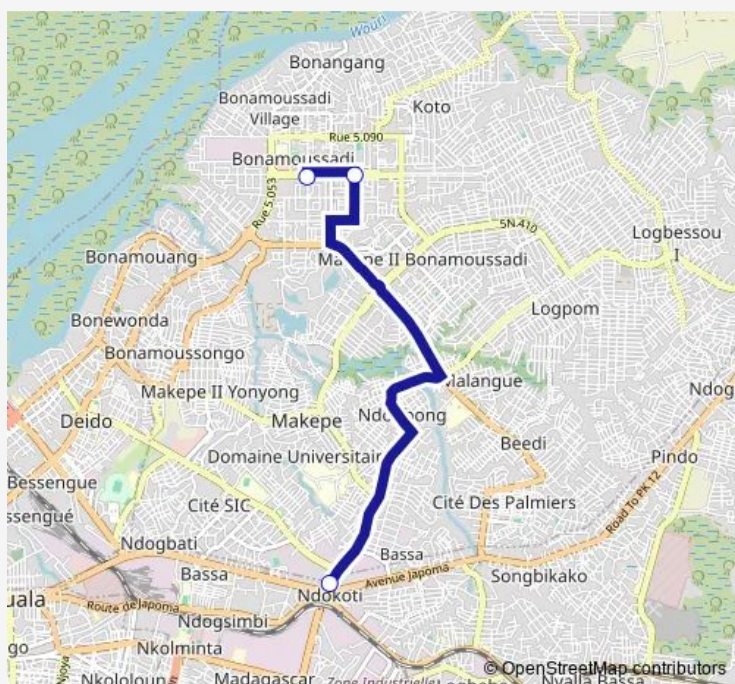 Wouri
Bonangang
Bonamoussadi
Village
Koto
Rue 5.090
Bonamoussadi
Rue 5.053
5N.410
Logbessou
I
Bonamouang
Bonamoussadi
Logpom
Bonewonda
Bonamoussongo
Makepe II Yonyong
Ndog
Deido
Makepe
Beedi
Domaine Universitair
Pindo
Bessengue
Cité SIC
Cité Des Palmiers
Road To PK 12
ssengué
Ndogbati
Bassa
Bassa
Avenue Japoma
Songbikako
uala
Ndokoti
Route de Japoma
Ndogsimbi
go
Nkolminta
Njoya
Nkololoun
Madagascar
Zone Industrielle
Nyalla Bassa
© OpenStreetMap contributors